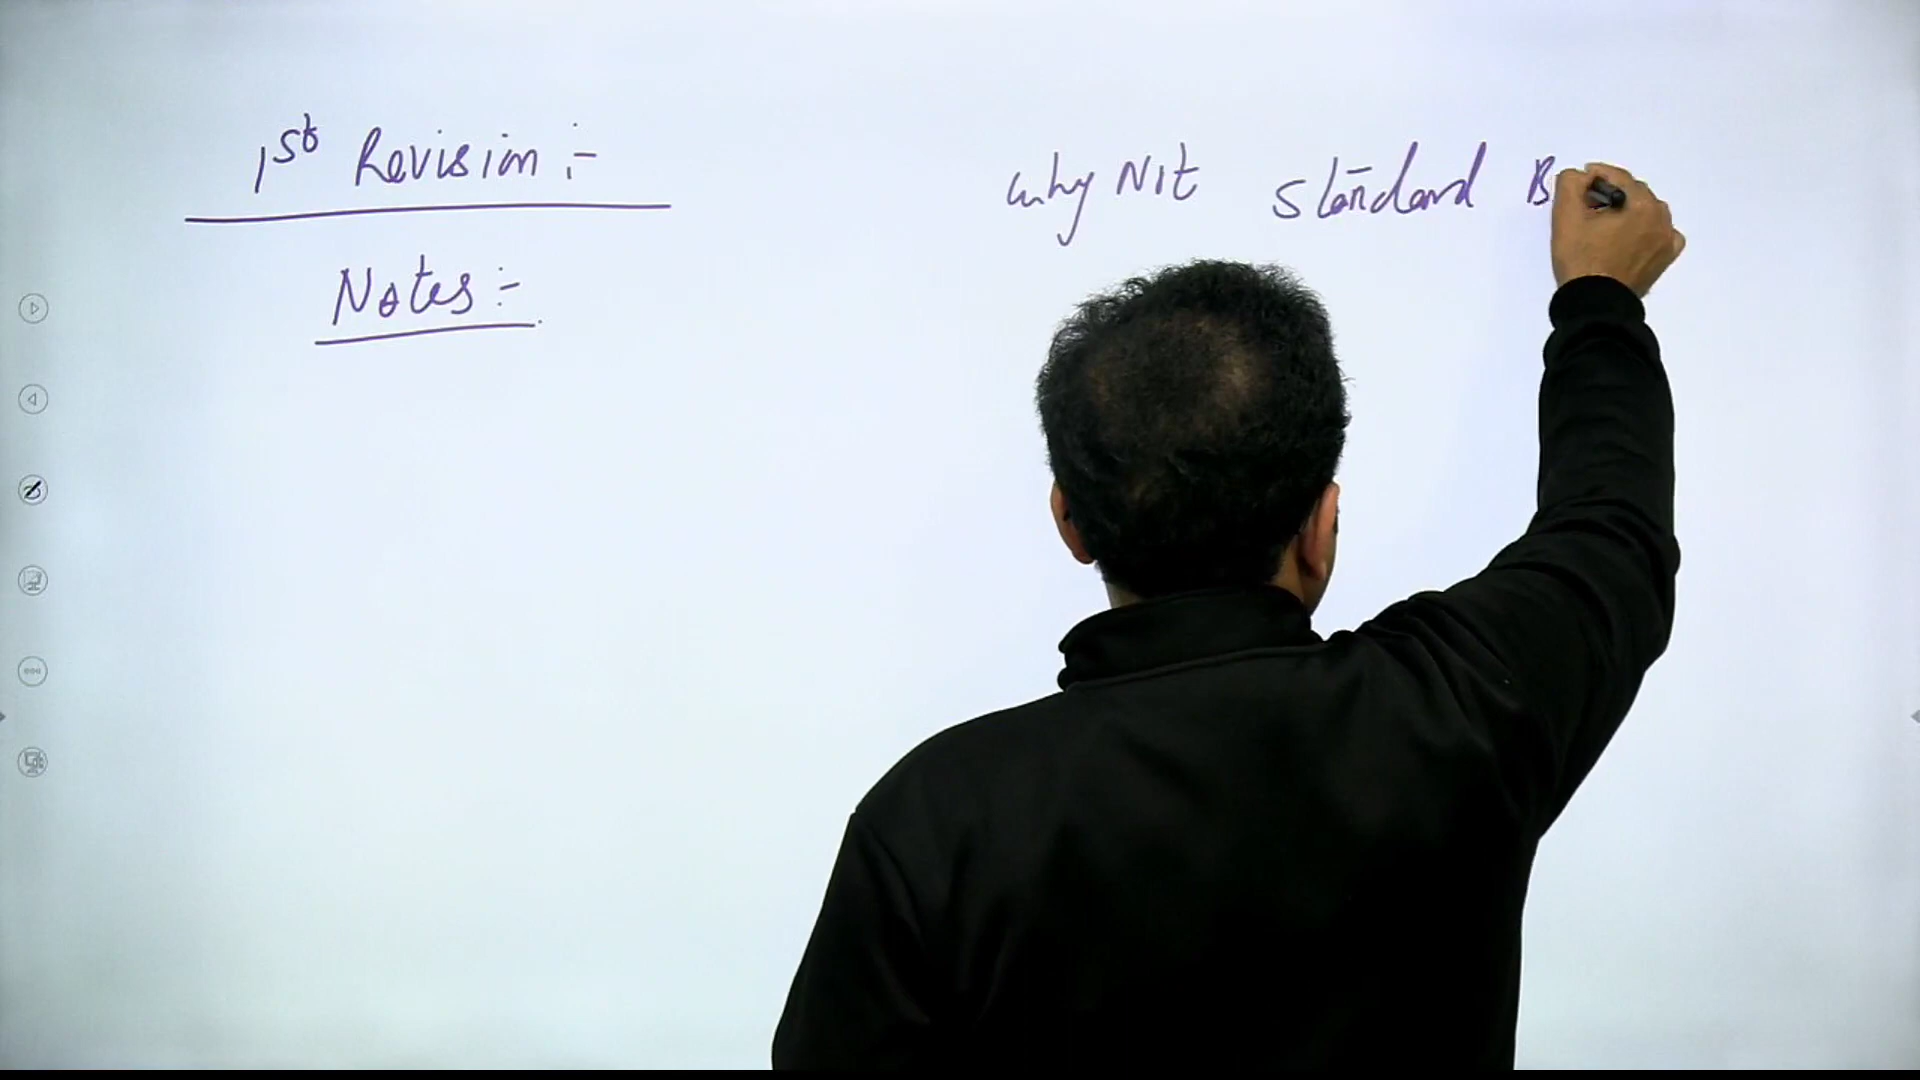 1st Revision :-
Notes :-
why Not Standard B